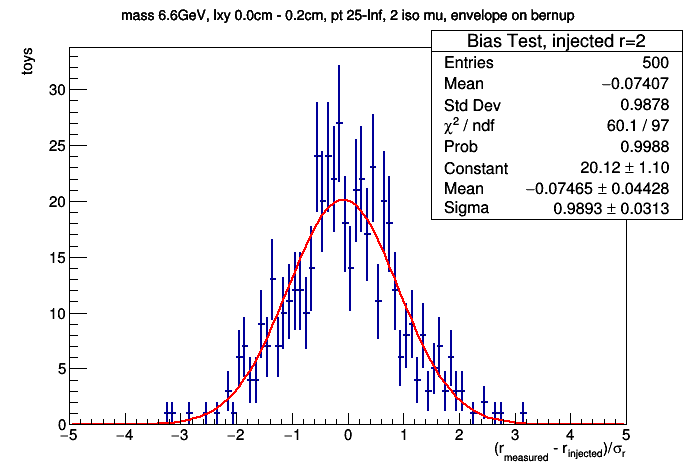 mass 6.6GeV, lxy 0.0cm - 0.2cm, pt 25-Inf, 2 iso mu, envelope on bernup
Bias Test, injected r=2
Entries 500
Mean −0.07407
Std Dev 0.9878
χ² / ndf 60.1 / 97
Prob 0.9988
Constant 20.12 ± 1.10
Mean −0.07465 ± 0.04428
Sigma 0.9893 ± 0.0313
toys
30
25
20
15
10
5
0
−5 −4 −3 −2 −1 0 1 2 3 4 5
(r_measured - r_injected)/σ_r